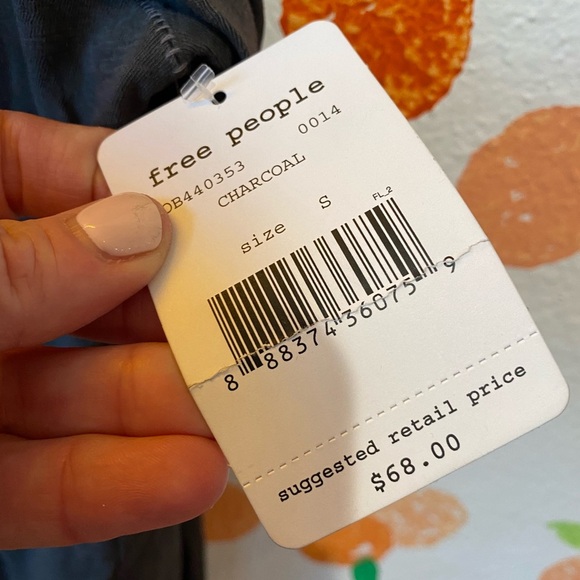 free people
OB440353 0014
CHARCOAL
size S
FL_2
8 88374 36075 9
suggested retail price
$68.00